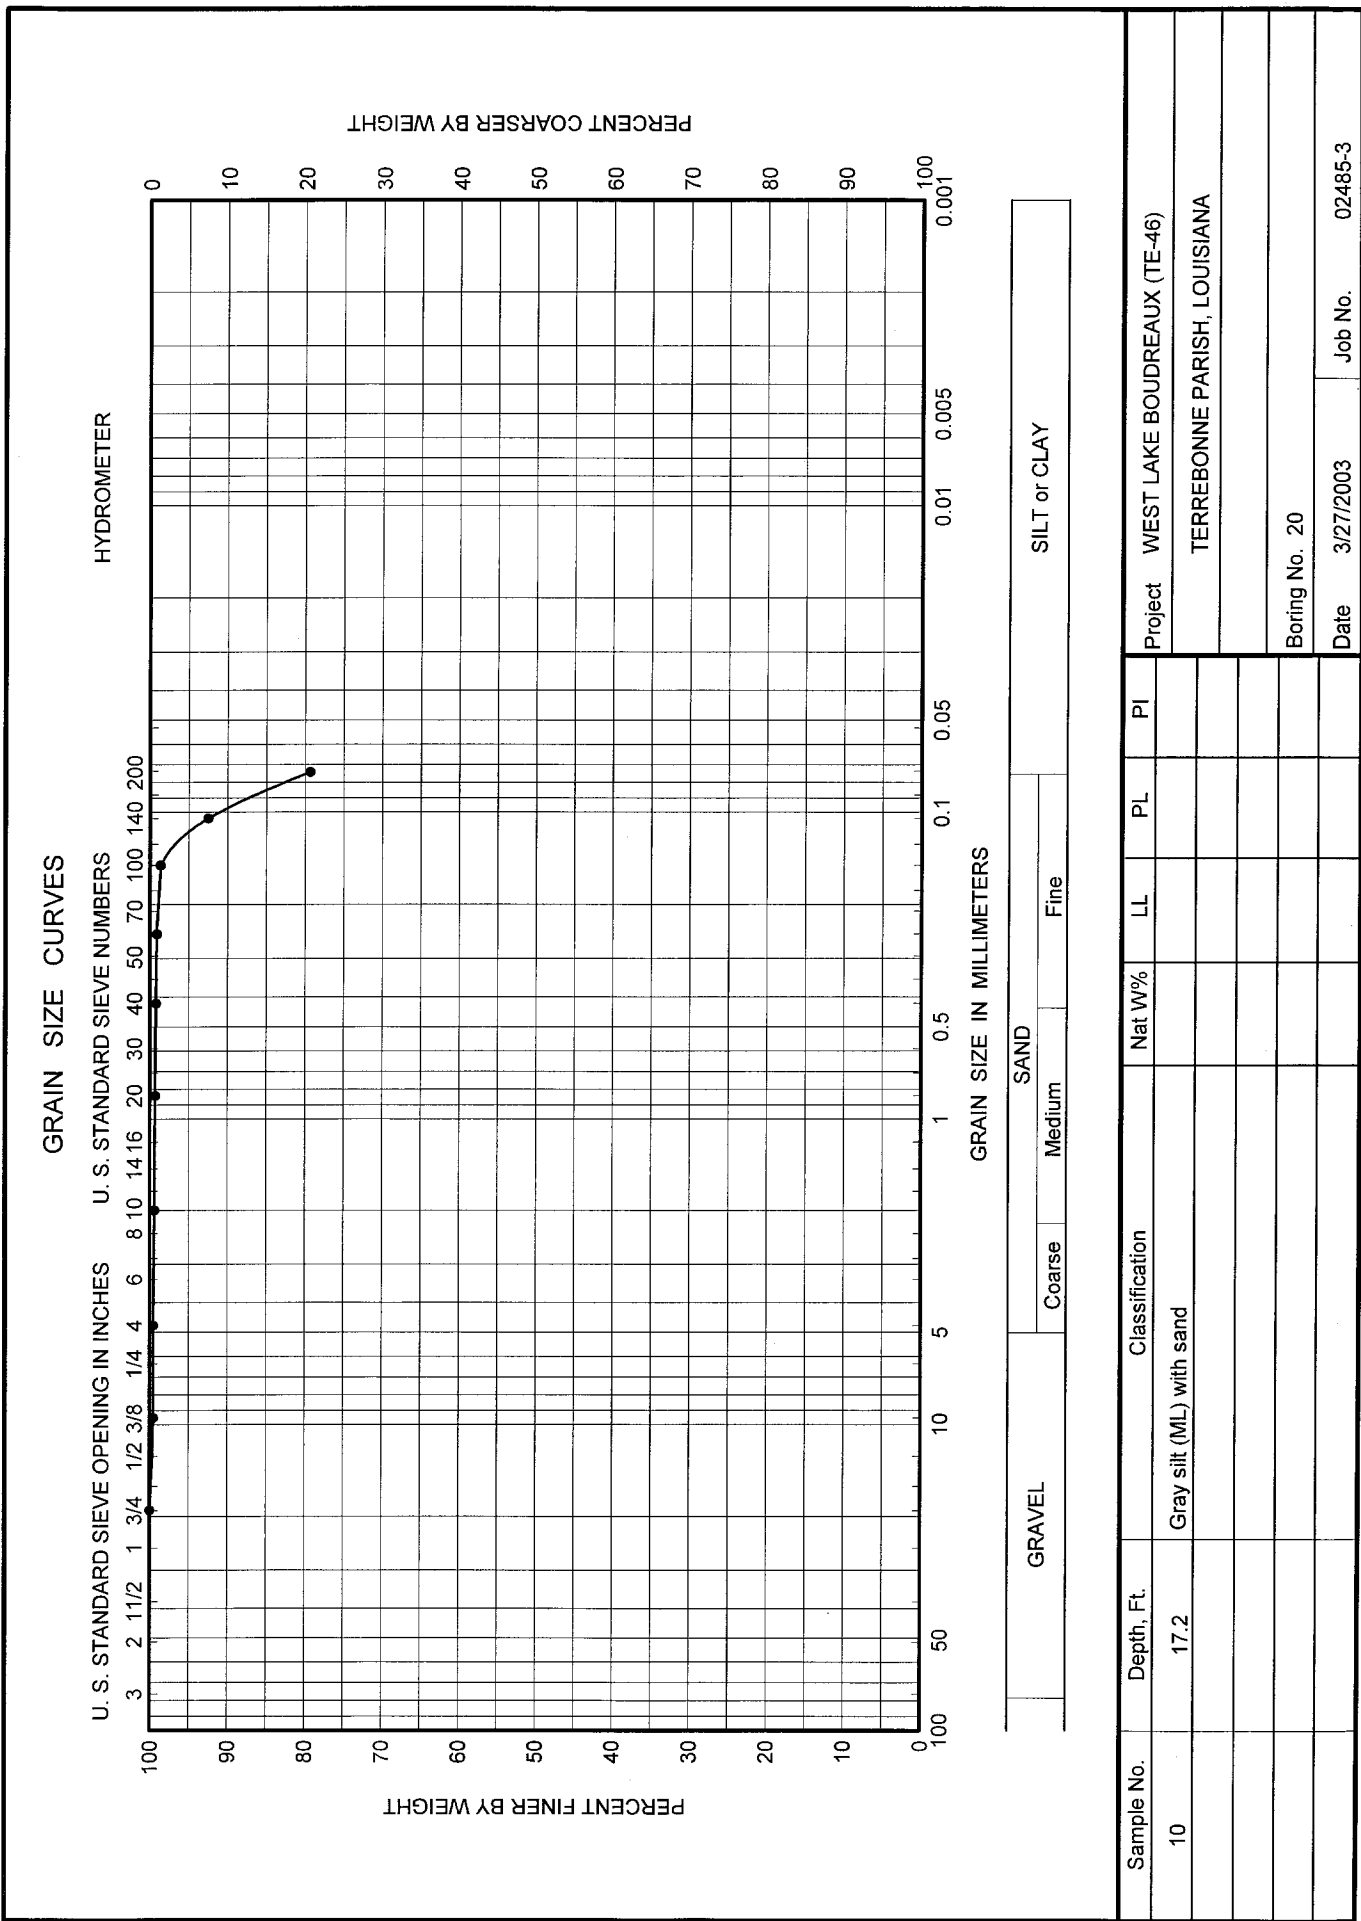 GRAIN SIZE CURVES
U. S. STANDARD SIEVE OPENING IN INCHES U. S. STANDARD SIEVE NUMBERS HYDROMETER
3 2 1 1/2 1 3/4 1/2 3/8 1/4 4 6 8 10 14 16 20 30 40 50 70 100 140 200
PERCENT FINER BY WEIGHT
100
90
80
70
60
50
40
30
20
10
0
PERCENT COARSER BY WEIGHT
0
10
20
30
40
50
60
70
80
90
100
100 50 10 5 1 0.5 0.1 0.05 0.01 0.005 0.001
GRAIN SIZE IN MILLIMETERS
GRAVEL SAND SILT or CLAY
Coarse Medium Fine
Sample No. Depth, Ft. Classification Nat W% LL PL PI
10 17.2 Gray silt (ML) with sand
Project WEST LAKE BOUDREAUX (TE-46)
TERREBONNE PARISH, LOUISIANA
Boring No. 20
Date 3/27/2003 Job No. 02485-3